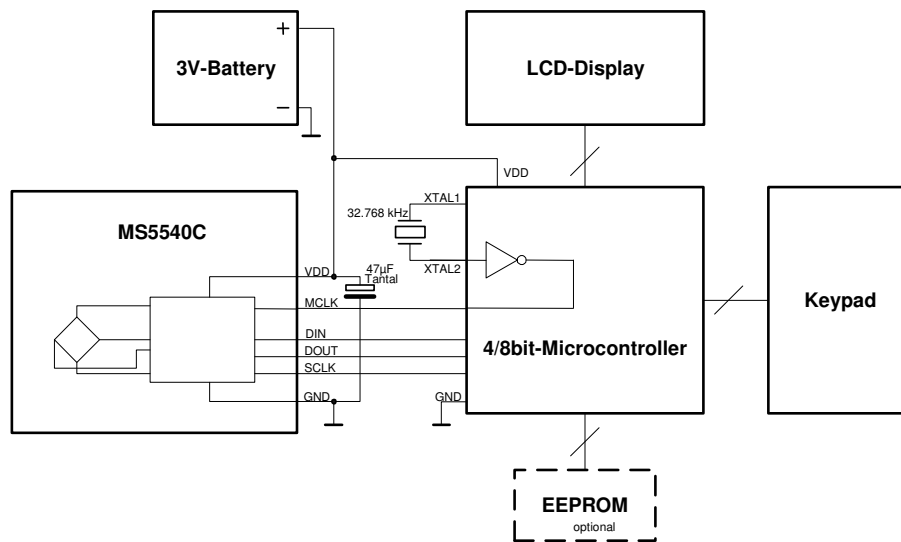 +
3V-Battery
−
LCD-Display
VDD
MS5540C
XTAL1
32.768 kHz
XTAL2
VDD
47µF
Tantal
MCLK
DIN
DOUT
SCLK
GND
4/8bit-Microcontroller
GND
Keypad
EEPROM
optional